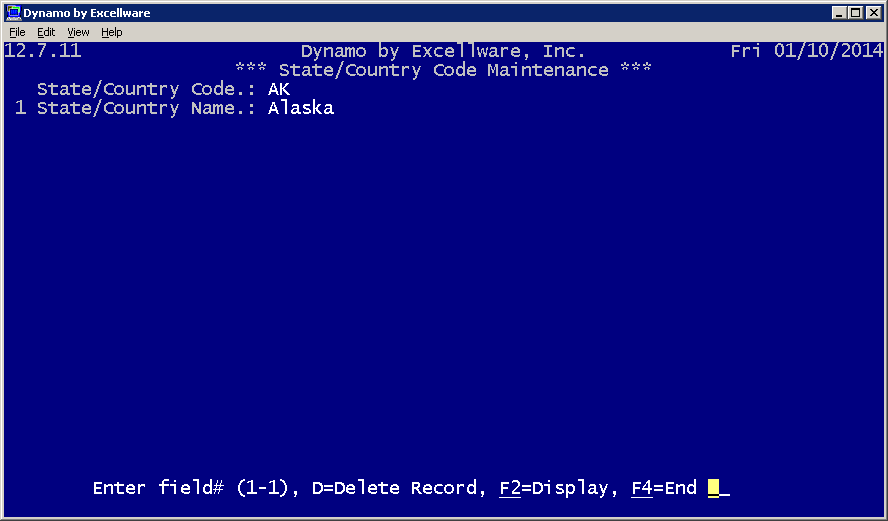 Dynamo by Excellware
File Edit View Help
12.7.11 Dynamo by Excellware, Inc. Fri 01/10/2014
*** State/Country Code Maintenance ***
State/Country Code.: AK
1 State/Country Name.: Alaska
Enter field# (1-1), D=Delete Record, F2=Display, F4=End _